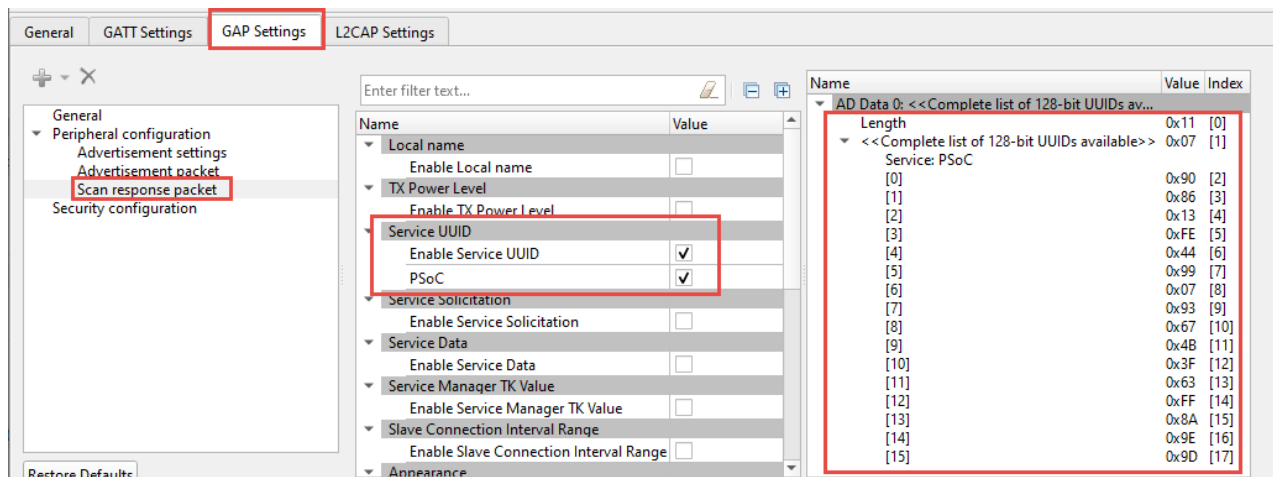 General GATT Settings GAP Settings L2CAP Settings
General
Peripheral configuration
Advertisement settings
Advertisement packet
Scan response packet
Security configuration
Restore Defaults
Enter filter text...
Name Value
Local name
Enable Local name
TX Power Level
Enable TX Power Level
Service UUID
Enable Service UUID
PSoC
Service Solicitation
Enable Service Solicitation
Service Data
Enable Service Data
Service Manager TK Value
Enable Service Manager TK Value
Slave Connection Interval Range
Enable Slave Connection Interval Range
Appearance
Name Value Index
AD Data 0: <<Complete list of 128-bit UUIDs av...
Length 0x11 [0]
<<Complete list of 128-bit UUIDs available>> 0x07 [1]
Service: PSoC
[0] 0x90 [2]
[1] 0x86 [3]
[2] 0x13 [4]
[3] 0xFE [5]
[4] 0x44 [6]
[5] 0x99 [7]
[6] 0x07 [8]
[7] 0x93 [9]
[8] 0x67 [10]
[9] 0x4B [11]
[10] 0x3F [12]
[11] 0x63 [13]
[12] 0xFF [14]
[13] 0x8A [15]
[14] 0x9E [16]
[15] 0x9D [17]